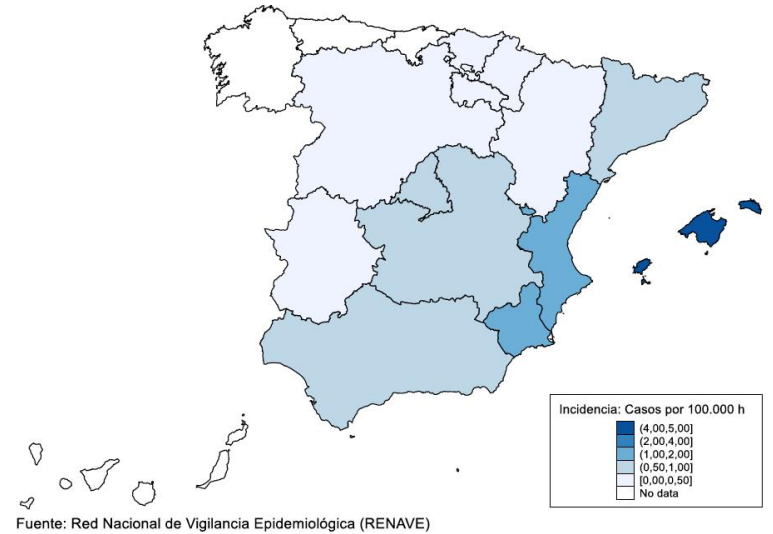 Incidencia: Casos por 100.000 h
(4,00,5,00]
(2,00,4,00]
(1,00,2,00]
(0,50,1,00]
[0,00,0,50]
No data
Fuente: Red Nacional de Vigilancia Epidemiológica (RENAVE)